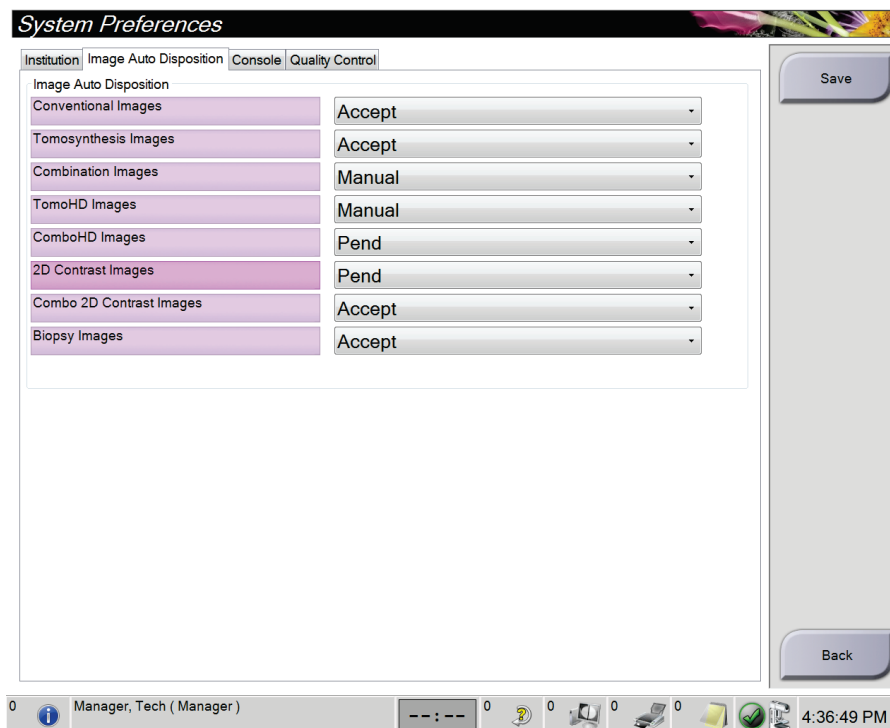 System Preferences
Institution Image Auto Disposition Console Quality Control
Save
Image Auto Disposition
Conventional Images Accept
Tomosynthesis Images Accept
Combination Images Manual
TomoHD Images Manual
ComboHD Images Pend
2D Contrast Images Pend
Combo 2D Contrast Images Accept
Biopsy Images Accept
Back
0 Manager, Tech ( Manager ) --:-- 0 0 0 0 4:36:49 PM